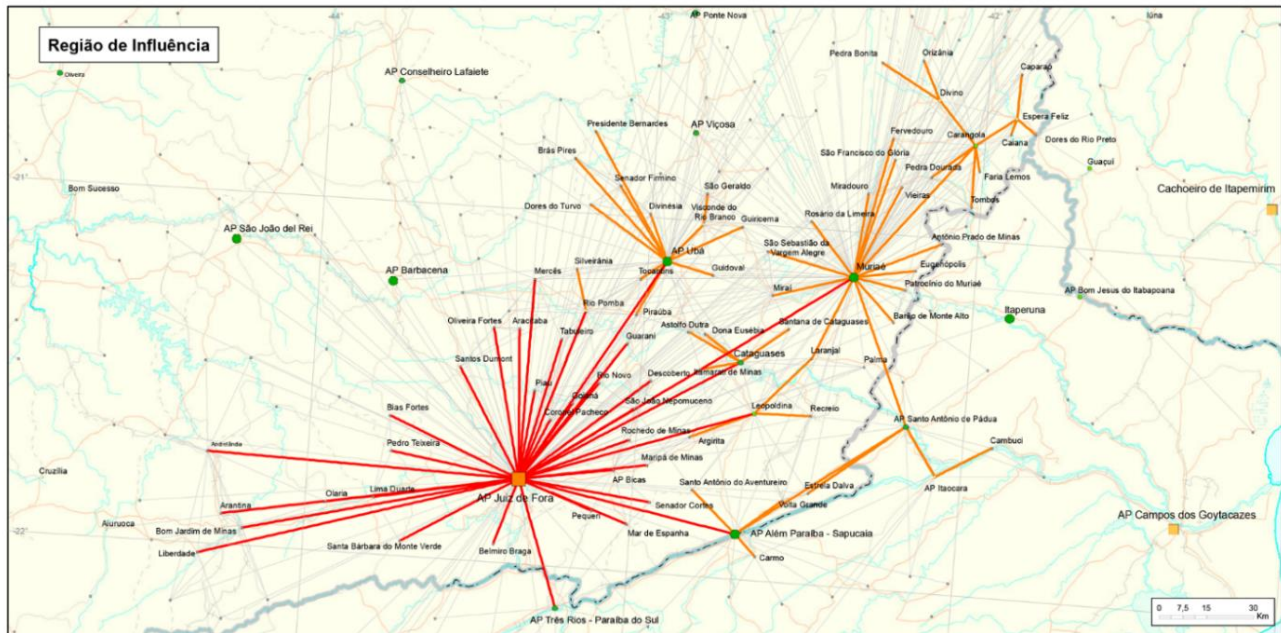 Região de Influência
-44
-43
-42
AP Ponte Nova
Iúna
Oliveira
AP Conselheiro Lafaiete
Pedra Bonita
Orizânia
Caparaó
Divino
Presidente Bernardes
AP Viçosa
Fervedouro
Carangola
Espera Feliz
Caiana
Dores do Rio Preto
Brás Pires
São Francisco do Glória
Guaçuí
-21
Bom Sucesso
Senador Firmino
São Geraldo
Pedra Dourada
Faria Lemos
Cachoeiro de Itapemirim
Miradouro
Vieiras
Tombos
Dores do Turvo
Divinésia
Visconde do
Rio Branco
Guiricema
Rosário da Limeira
AP São João del Rei
Antônio Prado de Minas
São Sebastião da
Vargem Alegre
AP Ubá
Silveirânia
Tocantins
Guidoval
AP Barbacena
Mercês
Muriaé
Eugenópolis
Miraí
Patrocínio do Muriaé
AP Bom Jesus do Itabapoana
Rio Pomba
Piraúba
Barão de Monte Alto
Itaperuna
Oliveira Fortes
Aracitaba
Tabuleiro
Guarani
Astolfo Dutra
Dona Eusébia
Santana de Cataguases
Santos Dumont
Cataguases
Laranjal
Palma
Piau
Rio Novo
Descoberto
Itamarati de Minas
Goianá
Coronel Pacheco
São João Nepomuceno
Leopoldina
Recreio
Bias Fortes
AP Santo Antônio de Pádua
Rochedo de Minas
Argirita
Cambuci
Andrelândia
Pedro Teixeira
Maripá de Minas
Cruzília
AP Bicas
Santo Antônio do Aventureiro
Estrela Dalva
AP Itaocara
Olaria
Lima Duarte
AP Juiz de Fora
Senador Cortes
Volta Grande
Arantina
Aiuruoca
Pequeri
Bom Jardim de Minas
-22
Mar de Espanha
AP Além Paraíba - Sapucaia
AP Campos dos Goytacazes
Liberdade
Santa Bárbara do Monte Verde
Belmiro Braga
Carmo
AP Três Rios - Paraíba do Sul
0 7,5 15 30
Km